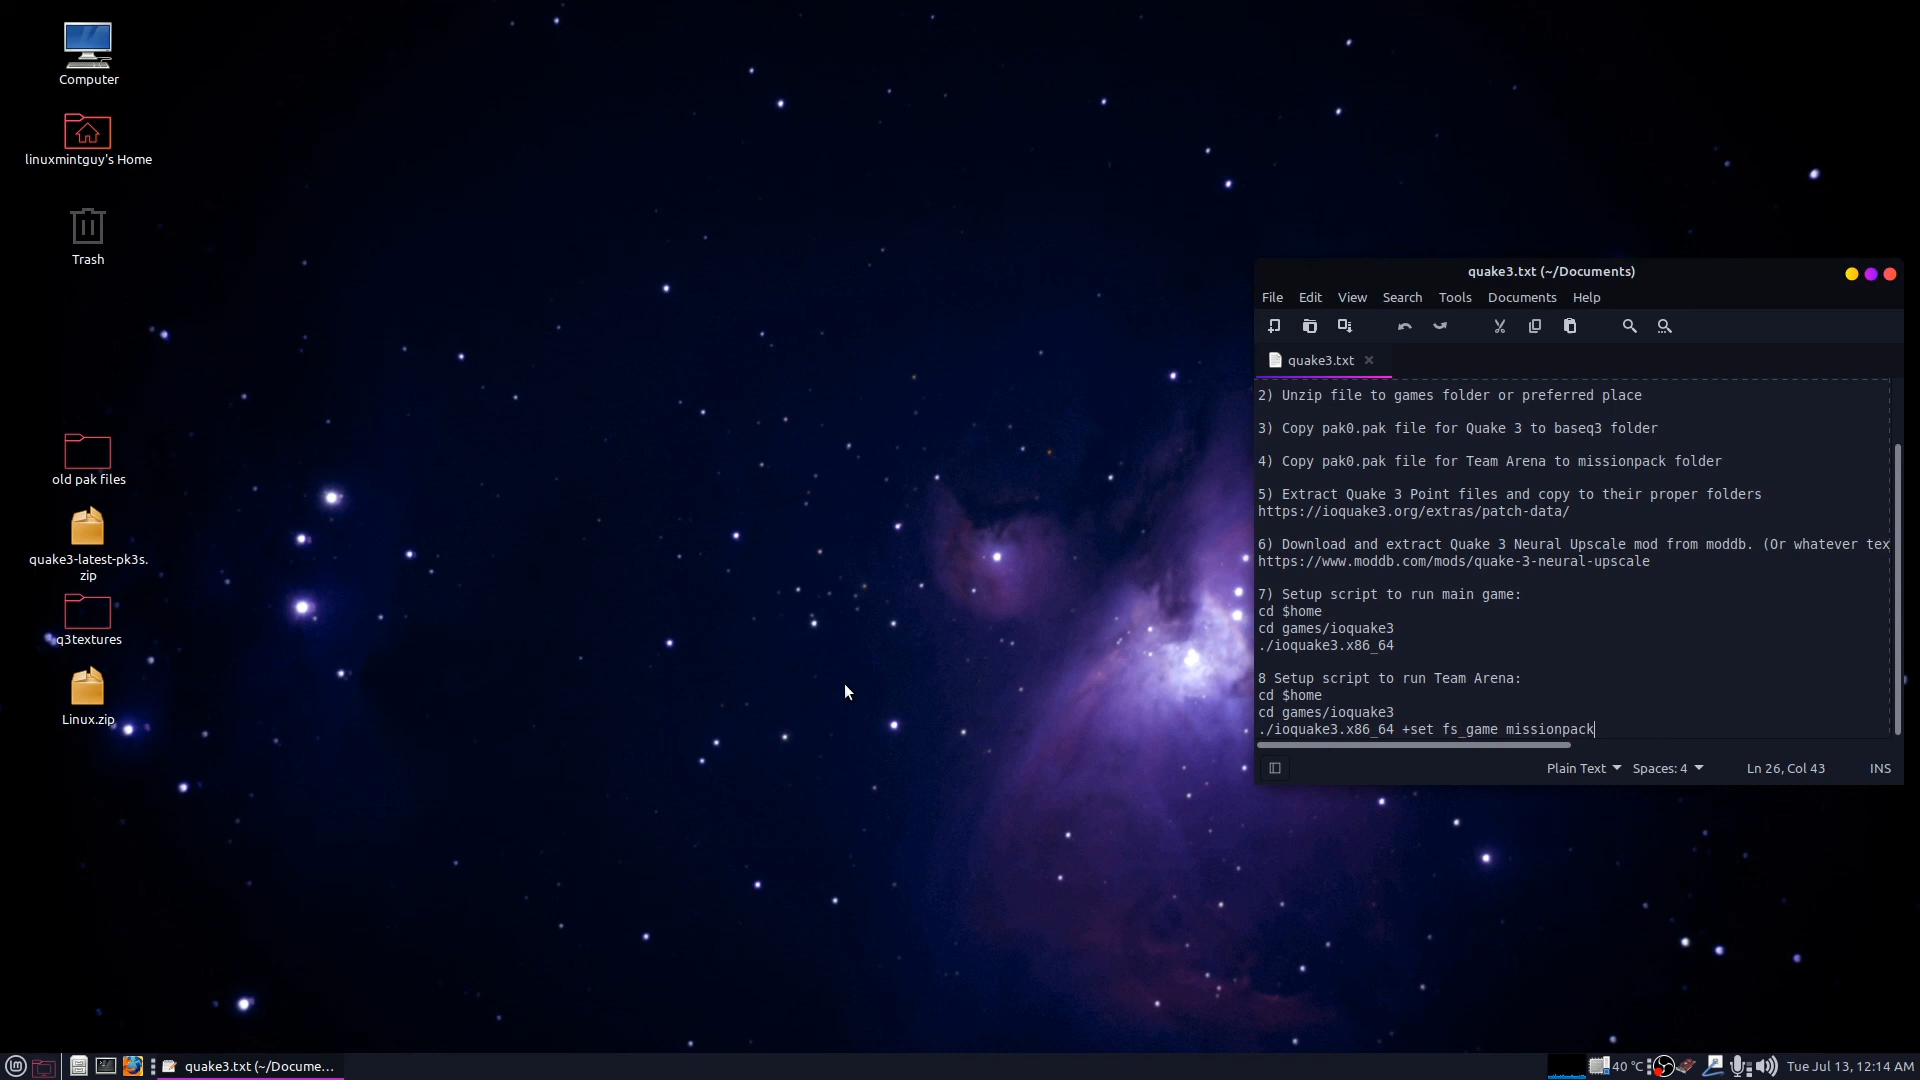 Computer
linuxmintguy's Home
Trash
old pak files
quake3-latest-pk3s.
zip
q3textures
Linux.zip
quake3.txt (~/Documents)
File Edit View Search Tools Documents Help
quake3.txt
2) Unzip file to games folder or preferred place
3) Copy pak0.pak file for Quake 3 to baseq3 folder
4) Copy pak0.pak file for Team Arena to missionpack folder
5) Extract Quake 3 Point files and copy to their proper folders
https://ioquake3.org/extras/patch-data/
6) Download and extract Quake 3 Neural Upscale mod from moddb. (Or whatever tex
https://www.moddb.com/mods/quake-3-neural-upscale
7) Setup script to run main game:
cd $home
cd games/ioquake3
./ioquake3.x86_64
8 Setup script to run Team Arena:
cd $home
cd games/ioquake3
./ioquake3.x86_64 +set fs_game missionpack
Plain Text Spaces: 4 Ln 26, Col 43 INS
quake3.txt (~/Docume... 40 °C Tue Jul 13, 12:14 AM